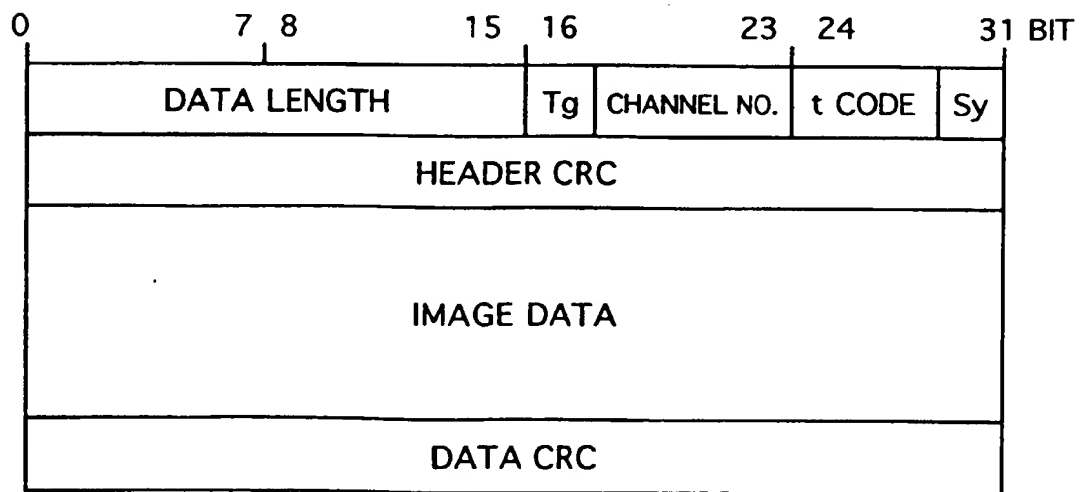 0 7 8 15 16 23 24 31 BIT
DATA LENGTH Tg CHANNEL NO. t CODE Sy
HEADER CRC
IMAGE DATA
DATA CRC